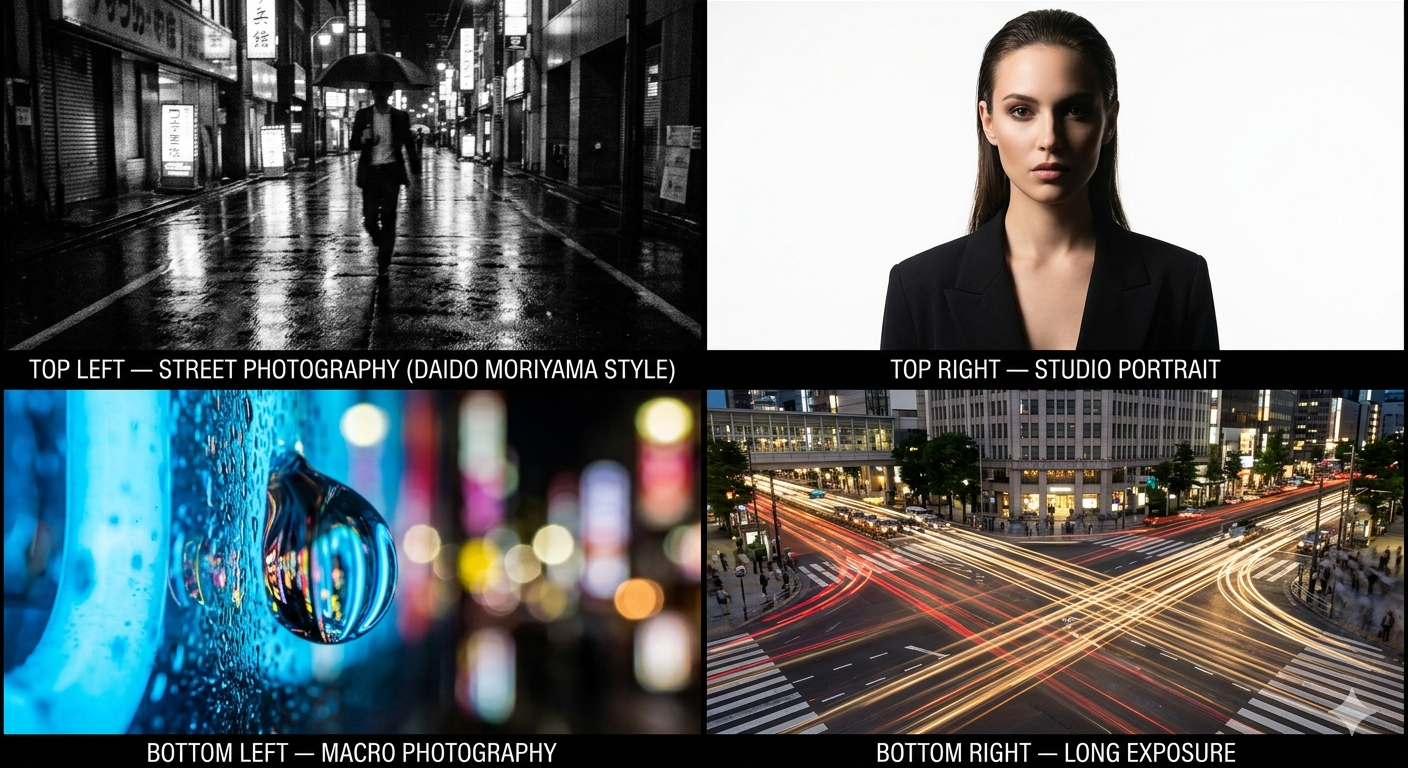 TOP LEFT — STREET PHOTOGRAPHY (DAIDO MORIYAMA STYLE)
TOP RIGHT — STUDIO PORTRAIT
BOTTOM LEFT — MACRO PHOTOGRAPHY
BOTTOM RIGHT — LONG EXPOSURE